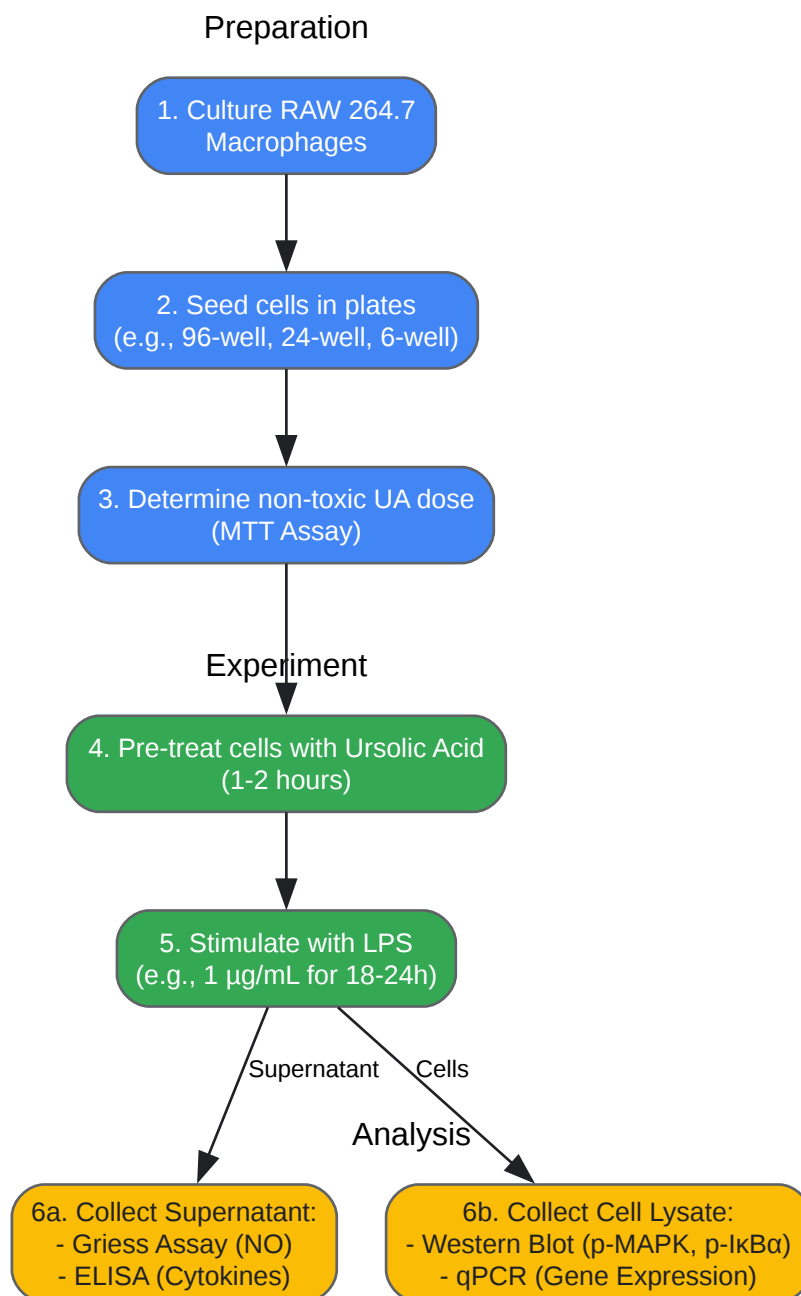 Preparation
1. Culture RAW 264.7
Macrophages
2. Seed cells in plates
(e.g., 96-well, 24-well, 6-well)
3. Determine non-toxic UA dose
(MTT Assay)
Experiment
4. Pre-treat cells with Ursolic Acid
(1-2 hours)
5. Stimulate with LPS
(e.g., 1 µg/mL for 18-24h)
Supernatant
Cells
Analysis
6a. Collect Supernatant:
- Griess Assay (NO)
- ELISA (Cytokines)
6b. Collect Cell Lysate:
- Western Blot (p-MAPK, p-IκBα)
- qPCR (Gene Expression)